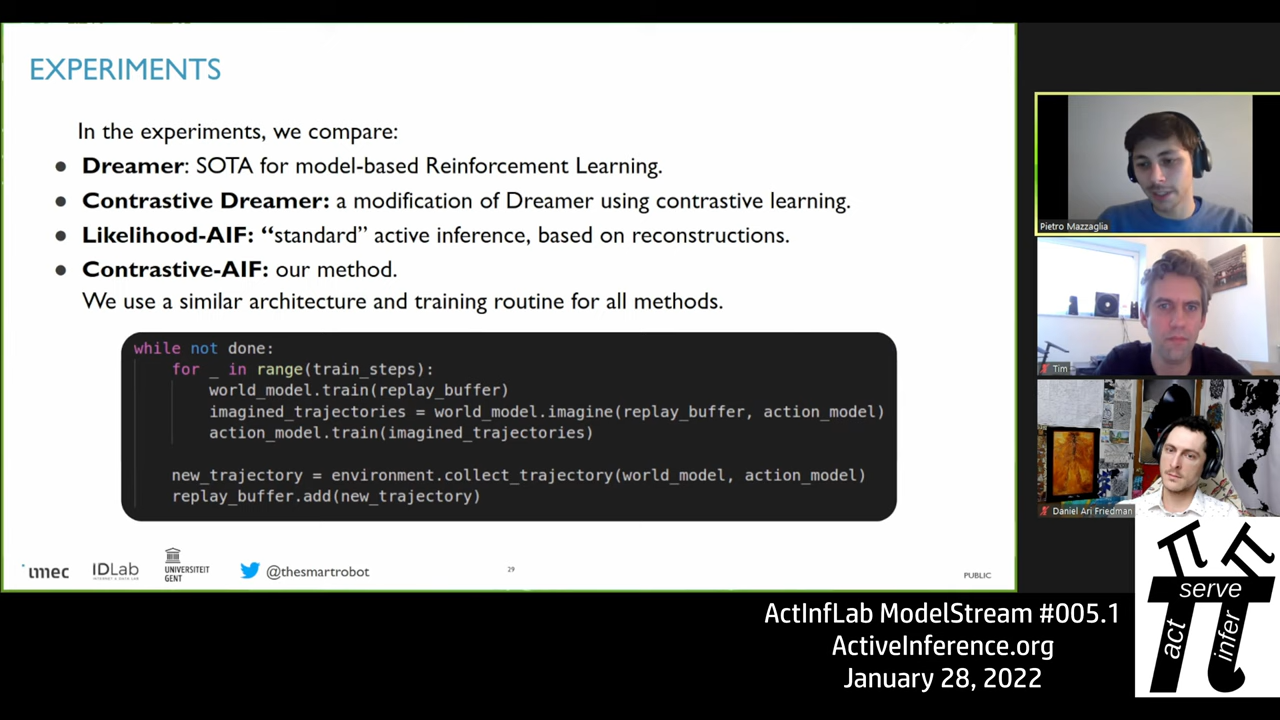 EXPERIMENTS
In the experiments, we compare:
● Dreamer: SOTA for model-based Reinforcement Learning.
● Contrastive Dreamer: a modification of Dreamer using contrastive learning.
● Likelihood-AIF: “standard” active inference, based on reconstructions.
● Contrastive-AIF: our method.
We use a similar architecture and training routine for all methods.
while not done:
for _ in range(train_steps):
world_model.train(replay_buffer)
imagined_trajectories = world_model.imagine(replay_buffer, action_model)
action_model.train(imagined_trajectories)
new_trajectory = environment.collect_trajectory(world_model, action_model)
replay_buffer.add(new_trajectory)
imec
IDLab
UNIVERSITEIT
GENT
@thesmartrobot
29
PUBLIC
Pietro Mazzaglia
Tim
Daniel Ari Friedman
ActInfLab ModelStream #005.1
ActiveInference.org
January 28, 2022
serve
act
infer